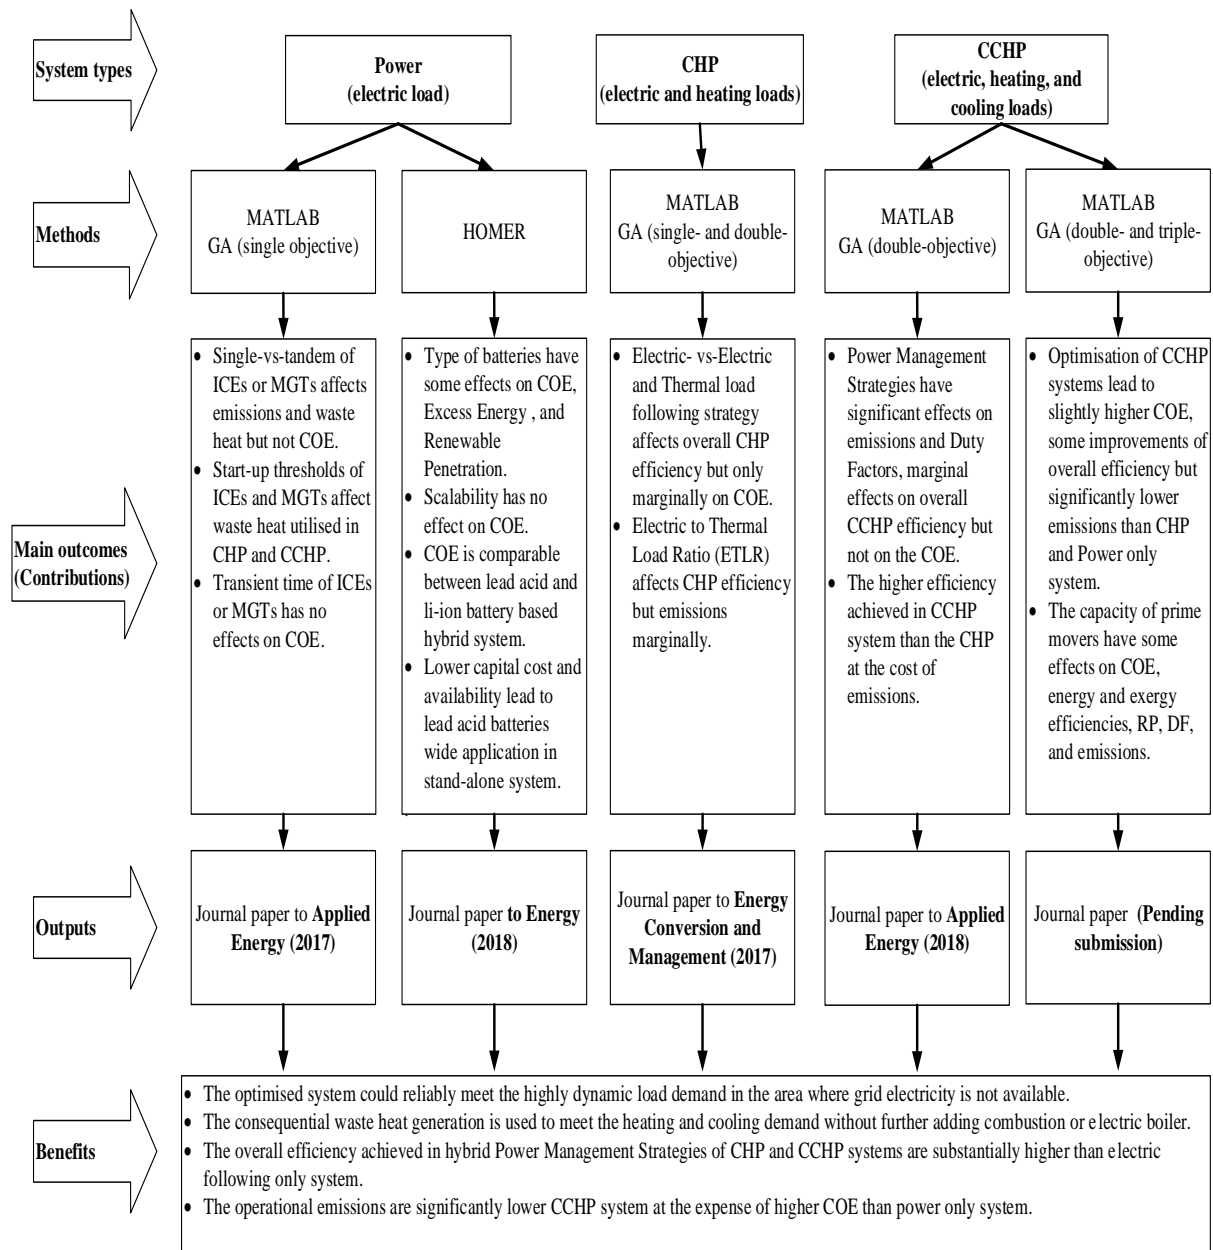 System types
Power
(electric load)
CHP
(electric and heating loads)
CCHP
(electric, heating, and
cooling loads)
Methods
MATLAB
GA (single objective)
HOMER
MATLAB
GA (single- and double-
objective)
MATLAB
GA (double-objective)
MATLAB
GA (double- and triple-
objective)
Main outcomes
(Contributions)
• Single-vs-tandem of
ICEs or MGTs affects
emissions and waste
heat but not COE.
• Start-up thresholds of
ICEs and MGTs affect
waste heat utilised in
CHP and CCHP.
• Transient time of ICEs
or MGTs has no
effects on COE.
• Type of batteries have
some effects on COE,
Excess Energy , and
Renewable
Penetration.
• Scalability has no
effect on COE.
• COE is comparable
between lead acid and
li-ion battery based
hybrid system.
• Lower capital cost and
availability lead to
lead acid batteries
wide application in
stand-alone system.
• Electric- vs-Electric
and Thermal load
following strategy
affects overall CHP
efficiency but only
marginally on COE.
• Electric to Thermal
Load Ratio (ETLR)
affects CHP efficiency
but emissions
marginally.
• Power Management
Strategies have
significant effects on
emissions and Duty
Factors, marginal
effects on overall
CCHP efficiency but
not on the COE.
• The higher efficiency
achieved in CCHP
system than the CHP
at the cost of
emissions.
• Optimisation of CCHP
systems lead to
slightly higher COE,
some improvements of
overall efficiency but
significantly lower
emissions than CHP
and Power only
system.
• The capacity of prime
movers have some
effects on COE,
energy and exergy
efficiencies, RP, DF,
and emissions.
Outputs
Journal paper to Applied
Energy (2017)
Journal paper to Energy
(2018)
Journal paper to Energy
Conversion and
Management (2017)
Journal paper to Applied
Energy (2018)
Journal paper (Pending
submission)
Benefits
• The optimised system could reliably meet the highly dynamic load demand in the area where grid electricity is not available.
• The consequential waste heat generation is used to meet the heating and cooling demand without further adding combustion or electric boiler.
• The overall efficiency achieved in hybrid Power Management Strategies of CHP and CCHP systems are substantially higher than electric
following only system.
• The operational emissions are significantly lower CCHP system at the expense of higher COE than power only system.